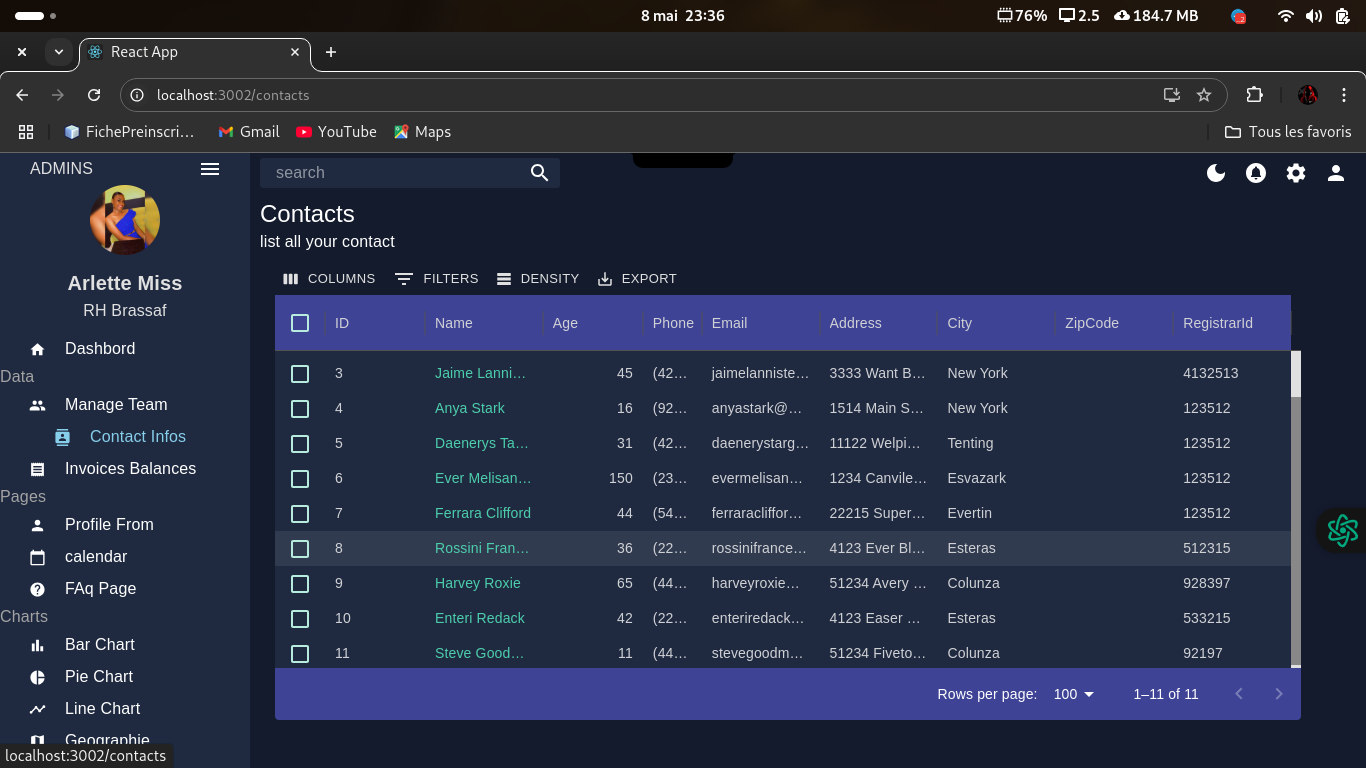 8 mai 23:36
76% 2.5 184.7 MB
React App
localhost:3002/contacts
FichePreinscri… Gmail YouTube Maps Tous les favoris
ADMINS
search
Arlette Miss
RH Brassaf
Dashbord
Data
Manage Team
Contact Infos
Invoices Balances
Pages
Profile From
calendar
FAq Page
Charts
Bar Chart
Pie Chart
Line Chart
Geographie
localhost:3002/contacts
Contacts
list all your contact
COLUMNS FILTERS DENSITY EXPORT
ID Name Age Phone Email Address City ZipCode RegistrarId
3 Jaime Lanni… 45 (42… jaimelanniste… 3333 Want B… New York 4132513
4 Anya Stark 16 (92… anyastark@… 1514 Main S… New York 123512
5 Daenerys Ta… 31 (42… daenerystarg… 11122 Welpi… Tenting 123512
6 Ever Melisan… 150 (23… evermelisan… 1234 Canvile… Esvazark 123512
7 Ferrara Clifford 44 (54… ferraracliffor… 22215 Super… Evertin 123512
8 Rossini Fran… 36 (22… rossinifrance… 4123 Ever Bl… Esteras 512315
9 Harvey Roxie 65 (44… harveyroxie… 51234 Avery … Colunza 928397
10 Enteri Redack 42 (22… enteriredack… 4123 Easer … Esteras 533215
11 Steve Good… 11 (44… stevegoodm… 51234 Fiveto… Colunza 92197
Rows per page: 100 1–11 of 11